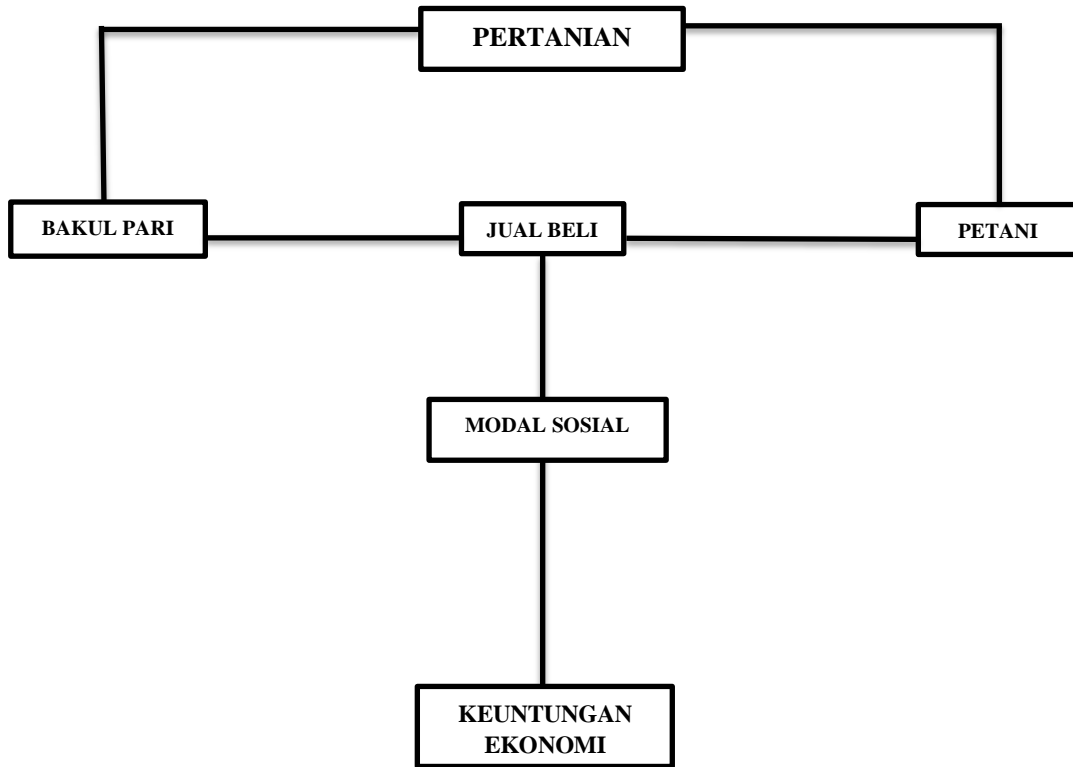 PERTANIAN
BAKUL PARI
JUAL BELI
PETANI
MODAL SOSIAL
KEUNTUNGAN
EKONOMI